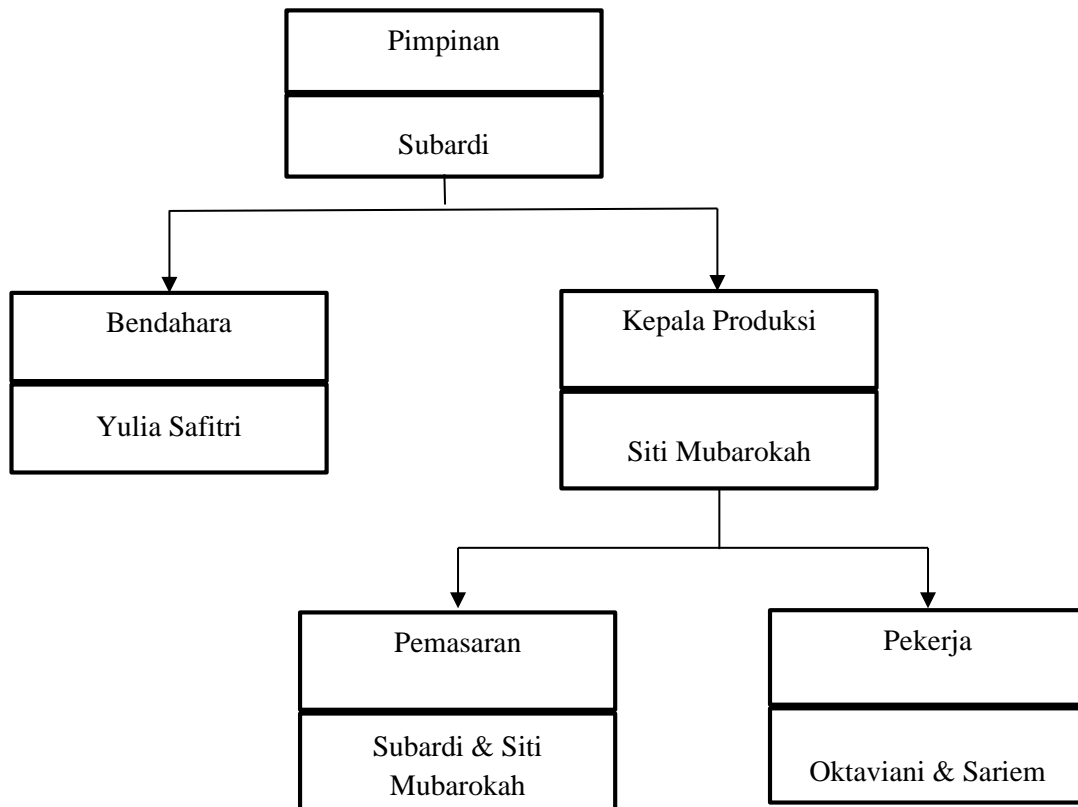 Pimpinan
Subardi
Bendahara
Yulia Safitri
Kepala Produksi
Siti Mubarokah
Pemasaran
Subardi & Siti
Mubarokah
Pekerja
Oktaviani & Sariem